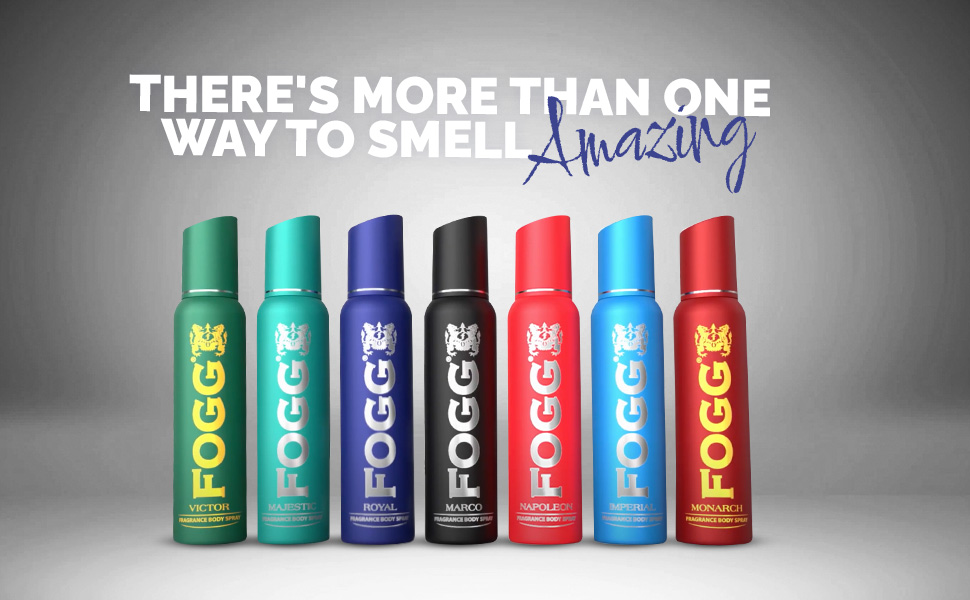 THERE'S MORE THAN ONE
WAY TO SMELL Amazing
FOGG
VICTOR
FRAGRANCE BODY SPRAY
FOGG
MAJESTIC
FRAGRANCE BODY SPRAY
FOGG
ROYAL
FRAGRANCE BODY SPRAY
FOGG
MARCO
FRAGRANCE BODY SPRAY
FOGG
NAPOLEON
FRAGRANCE BODY SPRAY
FOGG
IMPERIAL
FRAGRANCE BODY SPRAY
FOGG
MONARCH
FRAGRANCE BODY SPRAY